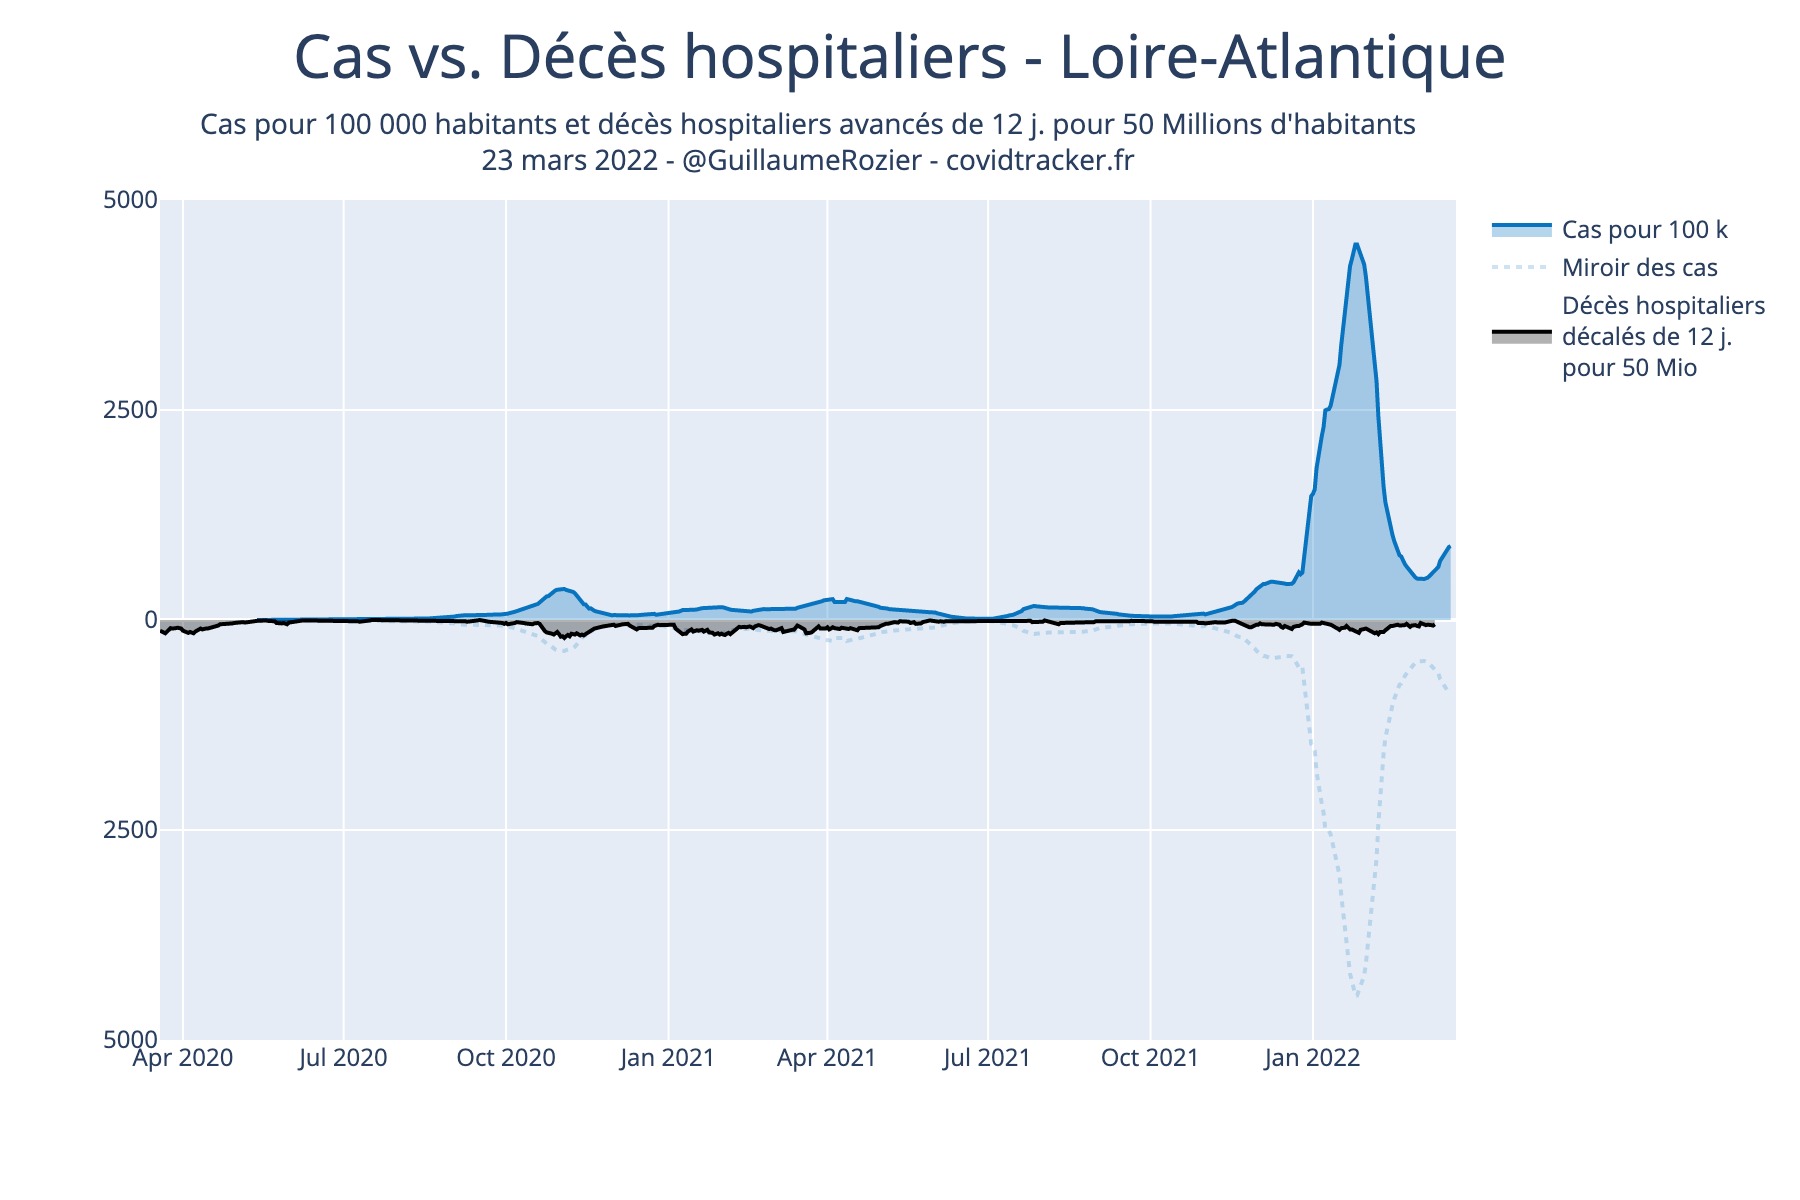 Cas vs. Décès hospitaliers - Loire-Atlantique
Cas pour 100 000 habitants et décès hospitaliers avancés de 12 j. pour 50 Millions d'habitants
23 mars 2022 - @GuillaumeRozier - covidtracker.fr
5000
2500
0
2500
5000
Apr 2020 Jul 2020 Oct 2020 Jan 2021 Apr 2021 Jul 2021 Oct 2021 Jan 2022
Cas pour 100 k
Miroir des cas
Décès hospitaliers
décalés de 12 j.
pour 50 Mio